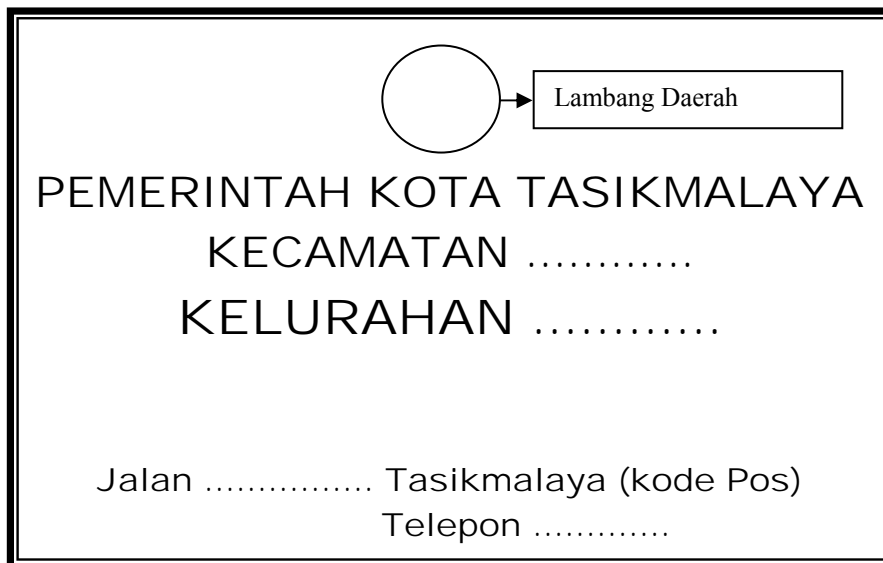 Lambang Daerah
PEMERINTAH KOTA TASIKMALAYA
KECAMATAN ............
KELURAHAN ............
Jalan ................ Tasikmalaya (kode Pos)
Telepon .............